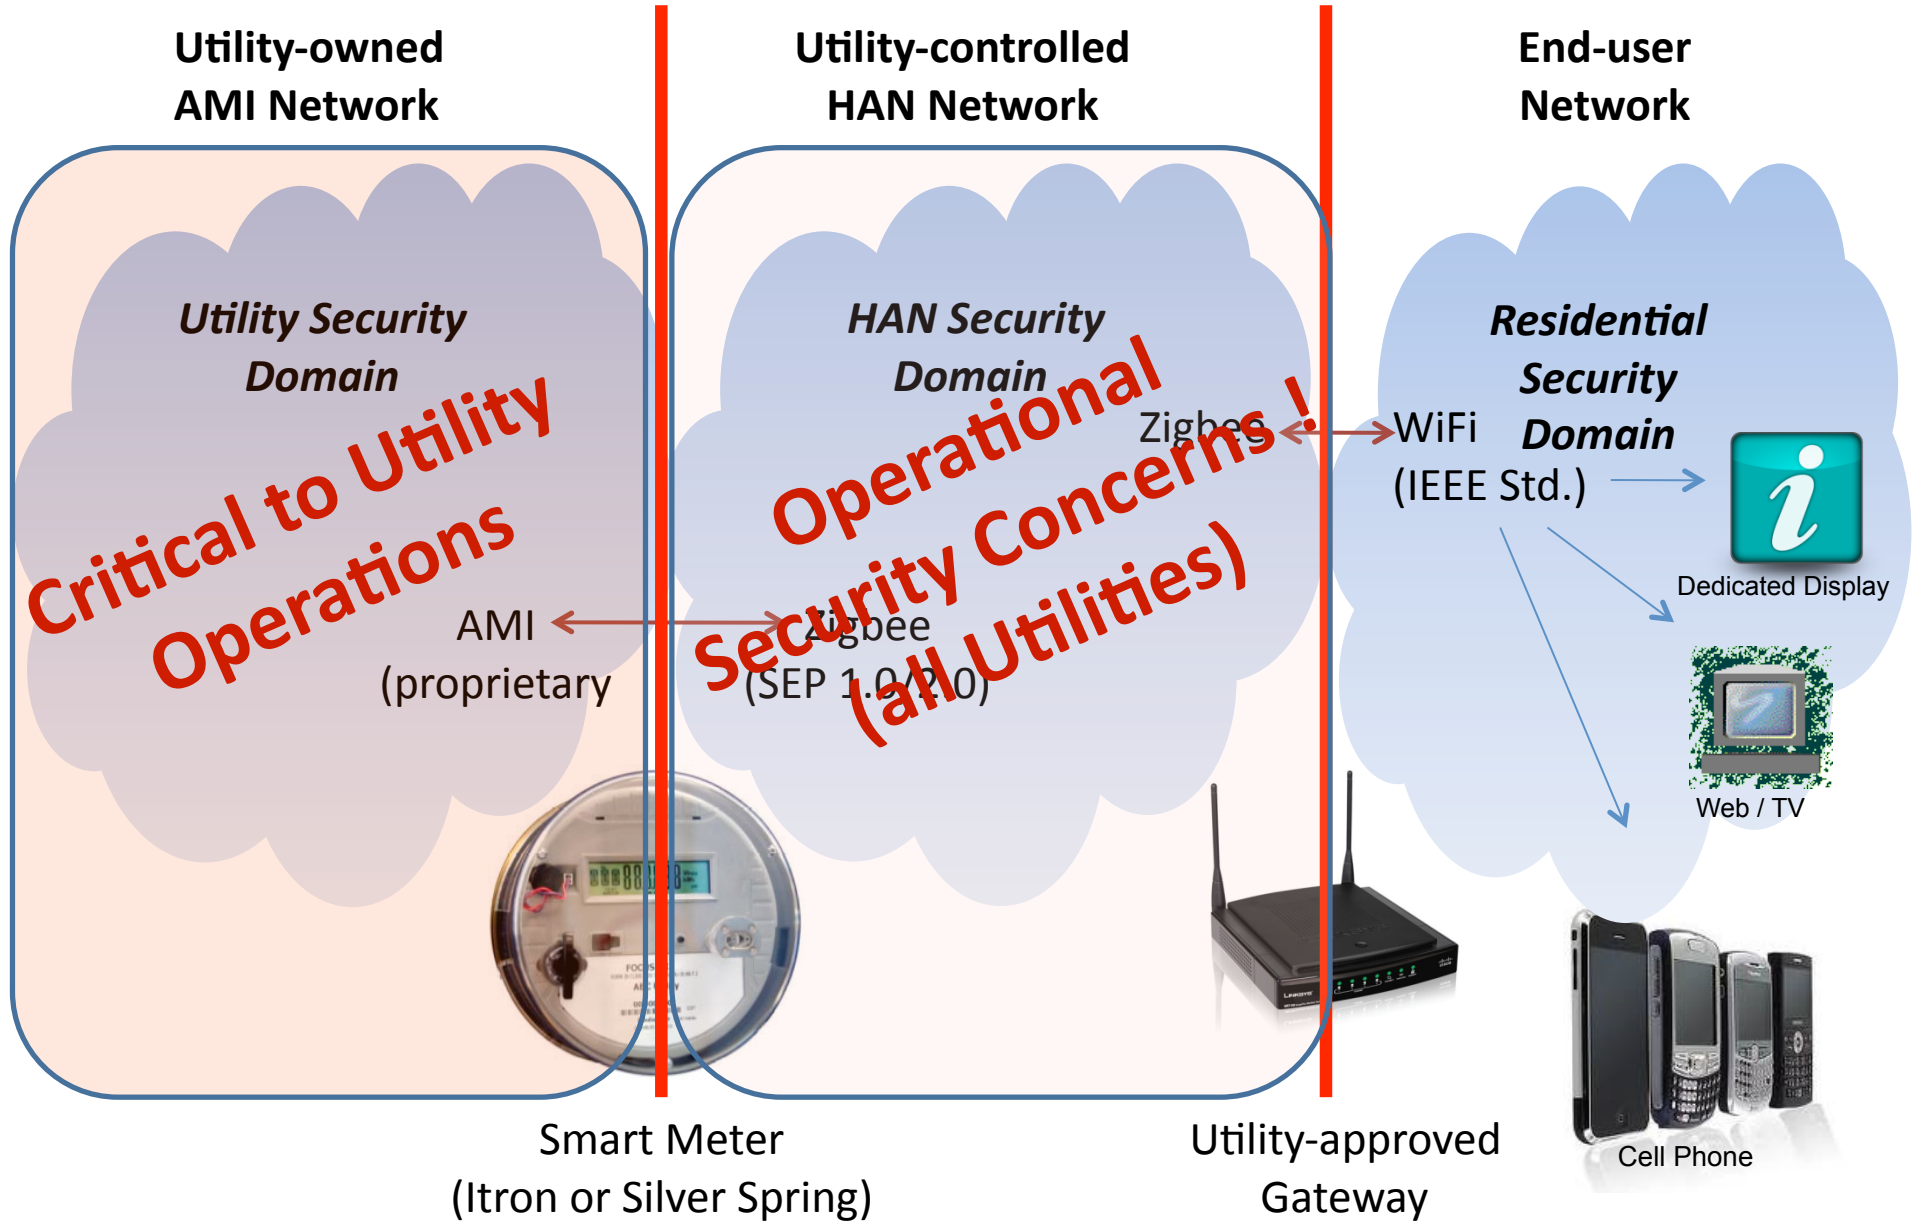 Utility-owned
AMI Network
Utility-controlled
HAN Network
End-user
Network
Utility Security
Domain
HAN Security
Domain
Residential
Security
Domain
Critical to Utility
Operations
Operational
Security Concerns !
(all Utilities)
Zigbee
WiFi
(IEEE Std.)
AMI
(proprietary
Zigbee
(SEP 1.0/2.0)
Dedicated Display
Web / TV
Cell Phone
FOCUS
LINKSYS
Smart Meter
(Itron or Silver Spring)
Utility-approved
Gateway